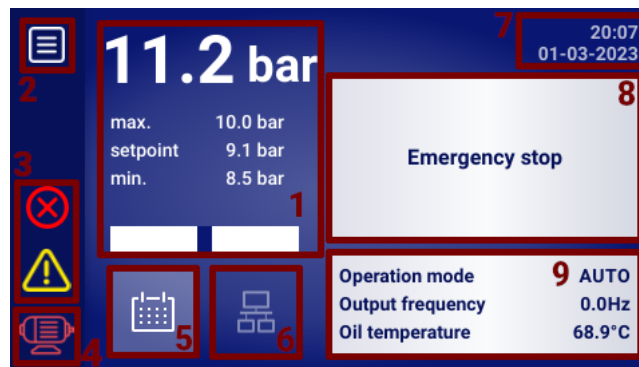 2
3
4
11.2 bar
max. 10.0 bar
setpoint 9.1 bar
min. 8.5 bar
1
5
6
7
20:07
01-03-2023
8
Emergency stop
9
Operation mode AUTO
Output frequency 0.0Hz
Oil temperature 68.9°C